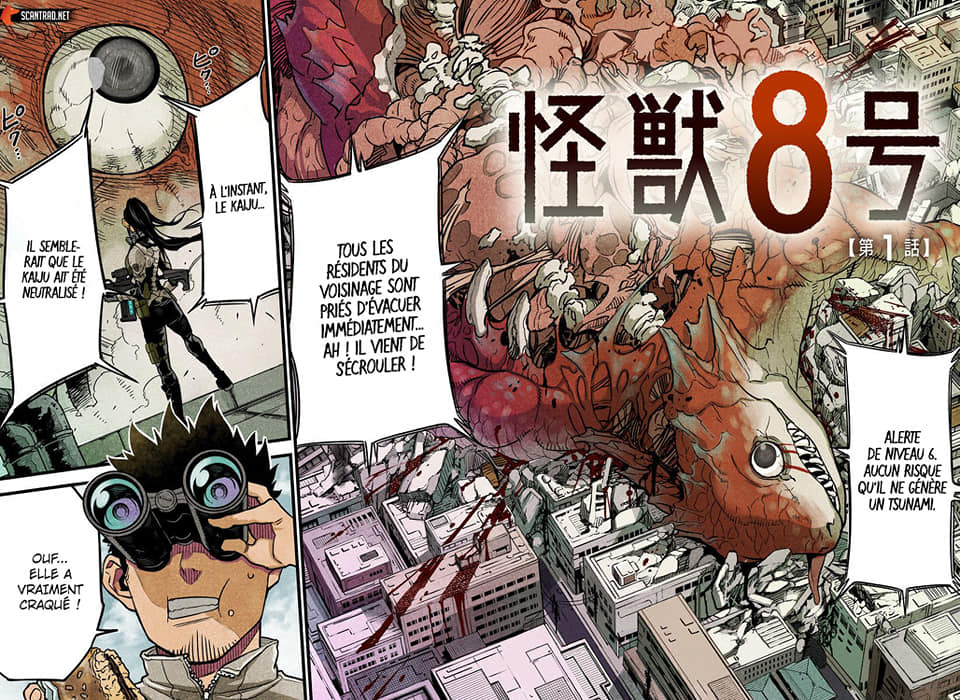 SCANTRAD.NET
怪獣8号
【第1話】
ALERTE
DE NIVEAU 6.
AUCUN RISQUE
QU'IL NE GÉNÈRE
UN TSUNAMI.
TOUS LES
RÉSIDENTS DU
VOISINAGE SONT
PRIÉS D'ÉVACUER
IMMÉDIATEMENT...
AH ! IL VIENT DE
SÉCROULER !
À L'INSTANT,
LE KAIJU...
ピク…
ピク…
IL SEMBLE-
RAIT QUE LE
KAIJU AIT ÉTÉ
NEUTRALISÉ !
OUF...
ELLE A
VRAIMENT
CRAQUÉ !